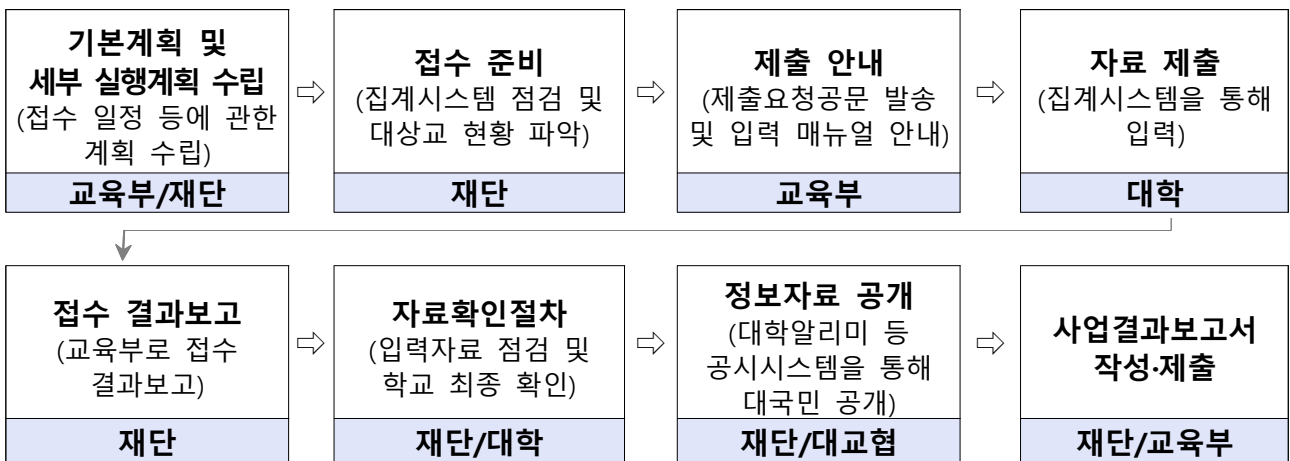 기본계획 및
세부 실행계획 수립
(접수 일정 등에 관한
계획 수립)
교육부/재단
접수 준비
(집계시스템 점검 및
대상교 현황 파악)
재단
제출 안내
(제출요청공문 발송
및 입력 매뉴얼 안내)
교육부
자료 제출
(집계시스템을 통해
입력)
대학
접수 결과보고
(교육부로 접수
결과보고)
재단
자료확인절차
(입력자료 점검 및
학교 최종 확인)
재단/대학
정보자료 공개
(대학알리미 등
공시시스템을 통해
대국민 공개)
재단/대교협
사업결과보고서
작성·제출
재단/교육부